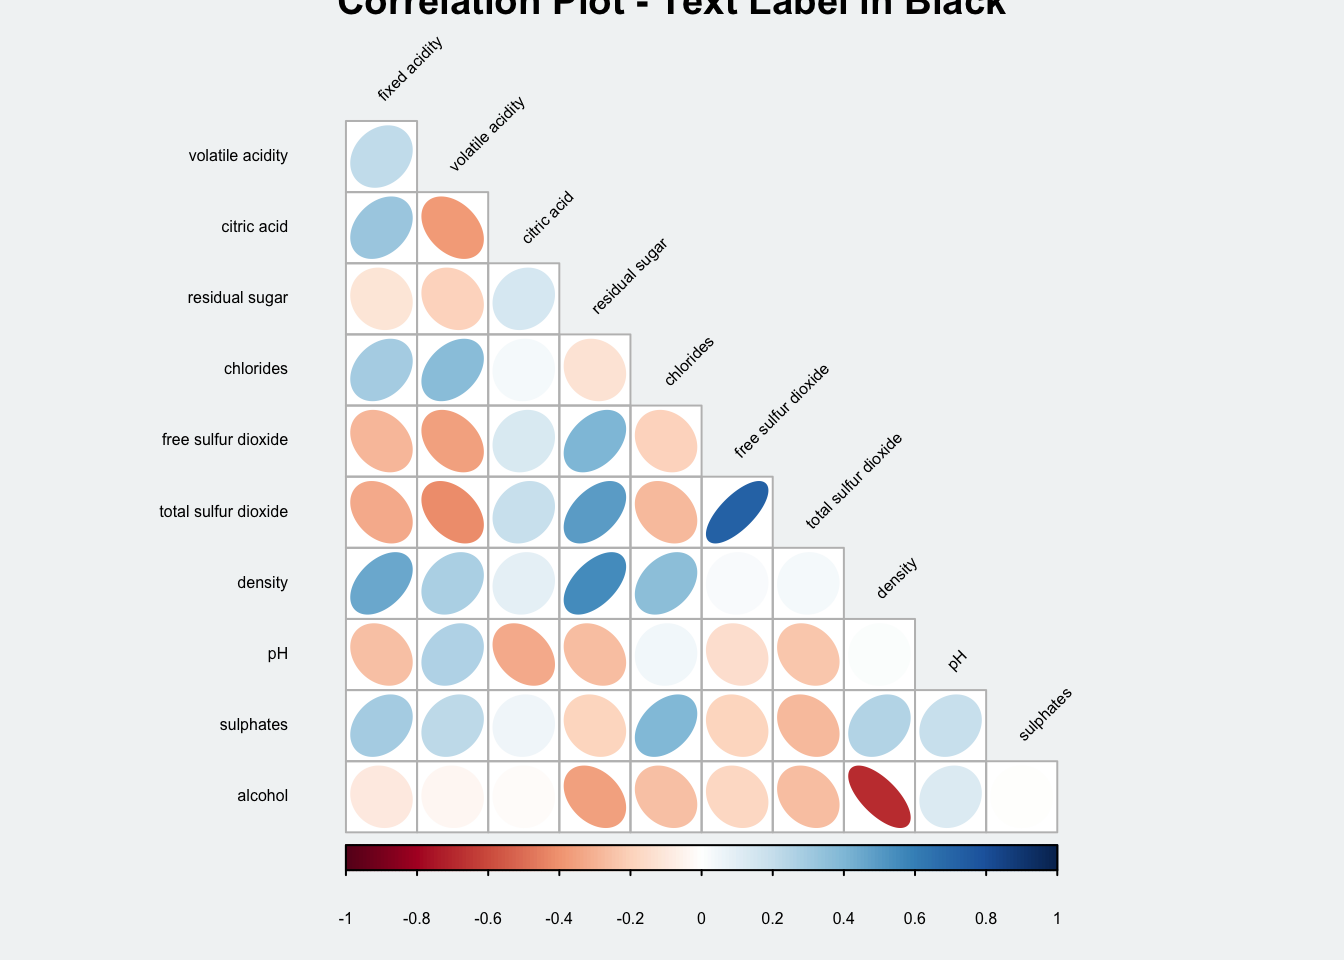 Correlation Plot - Text Label in Black
fixed acidity
volatile acidity
citric acid
residual sugar
chlorides
free sulfur dioxide
total sulfur dioxide
density
pH
sulphates
volatile acidity
citric acid
residual sugar
chlorides
free sulfur dioxide
total sulfur dioxide
density
pH
sulphates
alcohol
-1 -0.8 -0.6 -0.4 -0.2 0 0.2 0.4 0.6 0.8 1